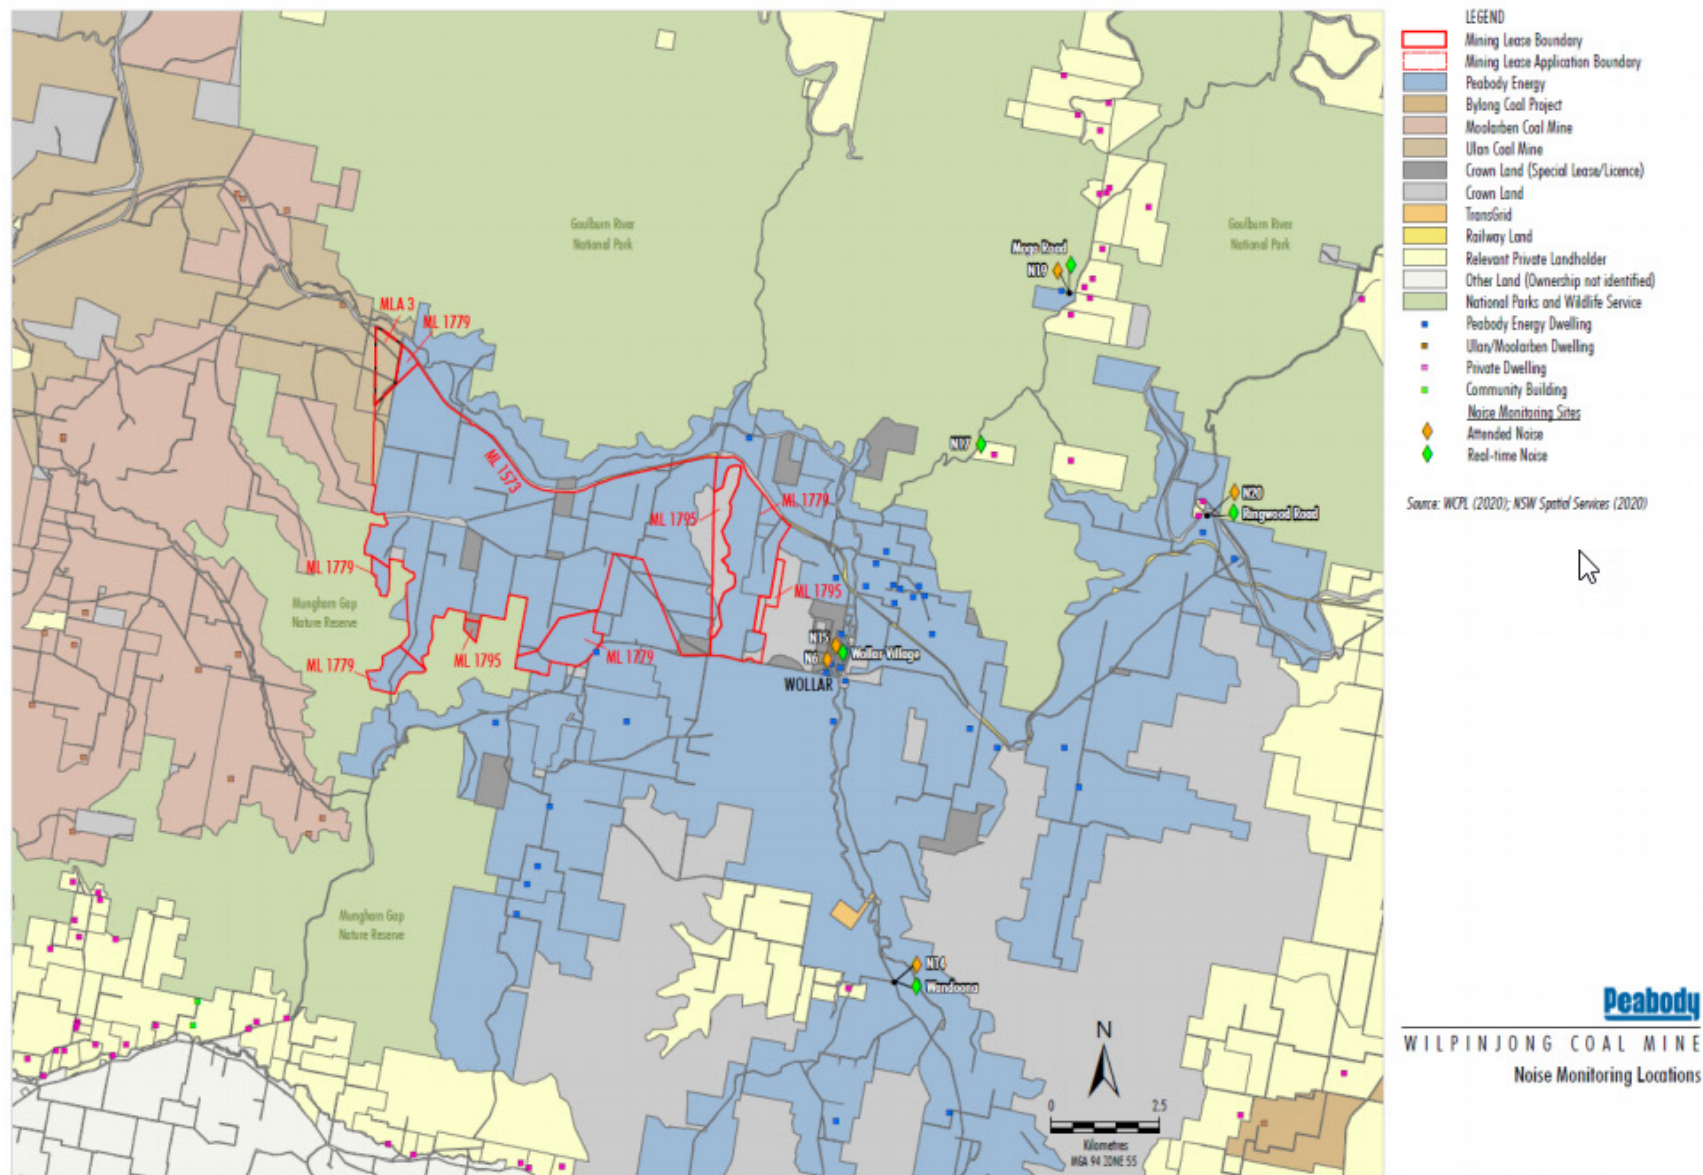 LEGEND
Mining Lease Boundary
Mining Lease Application Boundary
Peabody Energy
Bylong Coal Project
Moolarben Coal Mine
Ulan Coal Mine
Crown Land (Special Lease/Licence)
Crown Land
TransGrid
Railway Land
Relevant Private Landholder
Other Land (Ownership not identified)
National Parks and Wildlife Service
Peabody Energy Dwelling
Ulan/Moolarben Dwelling
Private Dwelling
Community Building
Noise Monitoring Sites
Attended Noise
Real-time Noise
Source: WCPL (2020); NSW Spatial Services (2020)
Goulburn River
National Park
Goulburn River
National Park
Mogo Road
N19
MLA 3
ML 1779
N17
ML 1573
N20
Ringwood Road
ML 1795
ML 1779
ML 1779
ML 1795
Munghorn Gap
Nature Reserve
N15
Wollar Village
N6
ML 1779
ML 1795
ML 1779
WOLLAR
Munghorn Gap
Nature Reserve
N14
Wandoona
N
0 2.5
Kilometres
MGA 94 ZONE 55
Peabody
WILPINJONG COAL MINE
Noise Monitoring Locations